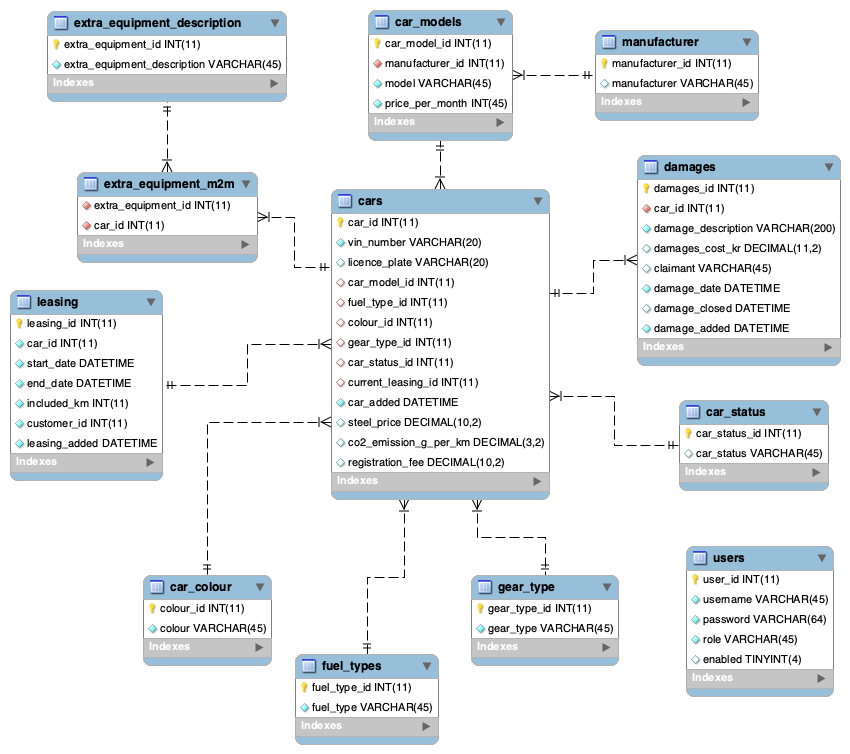 extra_equipment_description
extra_equipment_id INT(11)
extra_equipment_description VARCHAR(45)
Indexes
car_models
car_model_id INT(11)
manufacturer_id INT(11)
model VARCHAR(45)
price_per_month INT(45)
Indexes
manufacturer
manufacturer_id INT(11)
manufacturer VARCHAR(45)
Indexes
extra_equipment_m2m
extra_equipment_id INT(11)
car_id INT(11)
Indexes
cars
car_id INT(11)
vin_number VARCHAR(20)
licence_plate VARCHAR(20)
car_model_id INT(11)
fuel_type_id INT(11)
colour_id INT(11)
gear_type_id INT(11)
car_status_id INT(11)
current_leasing_id INT(11)
car_added DATETIME
steel_price DECIMAL(10,2)
co2_emission_g_per_km DECIMAL(3,2)
registration_fee DECIMAL(10,2)
Indexes
damages
damages_id INT(11)
car_id INT(11)
damage_description VARCHAR(200)
damages_cost_kr DECIMAL(11,2)
claimant VARCHAR(45)
damage_date DATETIME
damage_closed DATETIME
damage_added DATETIME
Indexes
leasing
leasing_id INT(11)
car_id INT(11)
start_date DATETIME
end_date DATETIME
included_km INT(11)
customer_id INT(11)
leasing_added DATETIME
Indexes
car_status
car_status_id INT(11)
car_status VARCHAR(45)
Indexes
car_colour
colour_id INT(11)
colour VARCHAR(45)
Indexes
gear_type
gear_type_id INT(11)
gear_type VARCHAR(45)
Indexes
users
user_id INT(11)
username VARCHAR(45)
password VARCHAR(64)
role VARCHAR(45)
enabled TINYINT(4)
Indexes
fuel_types
fuel_type_id INT(11)
fuel_type VARCHAR(45)
Indexes